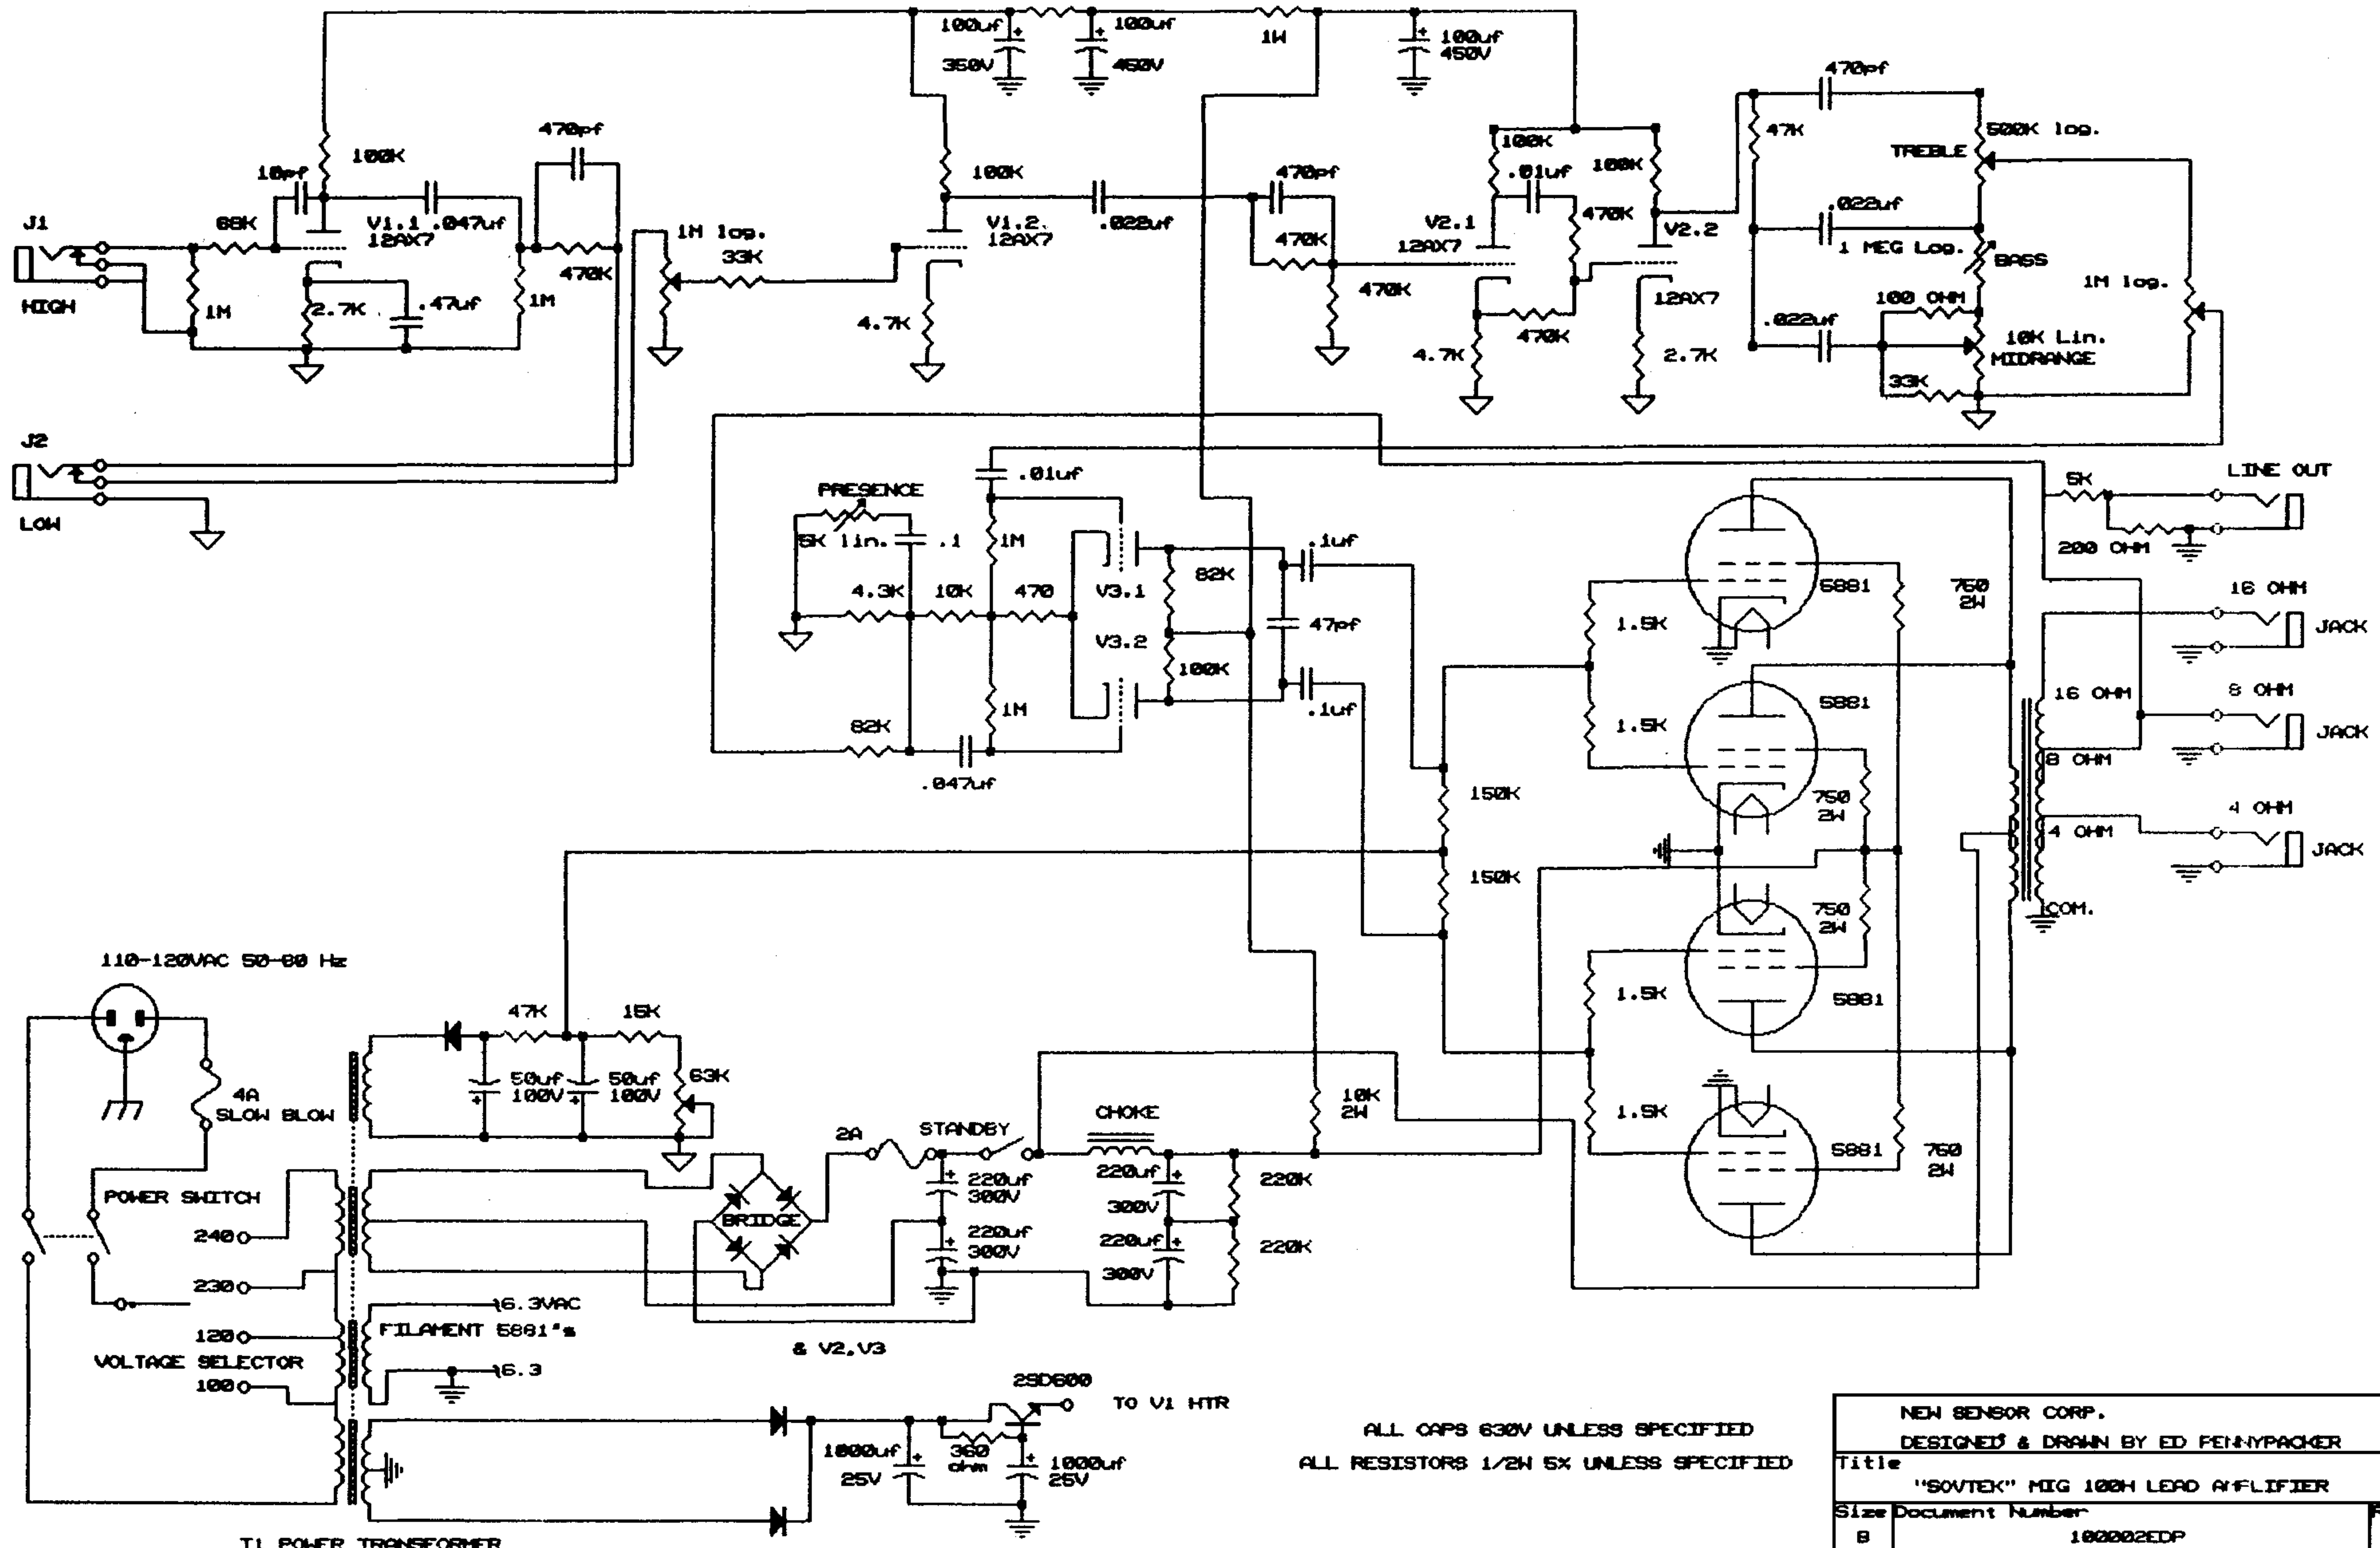 100uf
350V
100uf
450V
1W
100uf
450V
470pf
100K
10pf
J1
68K
V1.1
12AX7
.047uf
470K
1M log.
33K
100K
V1.2
12AX7
.022uf
470pf
470K
470K
100K
.01uf
100K
470K
V2.1
12AX7
V2.2
12AX7
470pf
47K
500K log.
TREBLE
.022uf
1 MEG Log.
BASS
1M log.
HIGH
1M
2.7K
.47uf
1M
4.7K
4.7K
470K
2.7K
100 OHM
.022uf
10K Lin.
MIDRANGE
33K
J2
LOW
PRESENCE
5K lin.
.1
.01uf
1M
4.3K
10K
470
V3.1
V3.2
82K
100K
.1uf
47pf
.1uf
82K
1M
.047uf
1.5K
5881
760
2W
5K
LINE OUT
200 OHM
16 OHM
JACK
1.5K
5881
16 OHM
8 OHM
JACK
8 OHM
150K
750
2W
4 OHM
4 OHM
JACK
150K
750
2W
COM.
1.5K
5881
1.5K
5881
760
2W
110-120VAC 50-60 Hz
4A
SLOW BLOW
47K
15K
50uf
100V
50uf
100V
63K
POWER SWITCH
2A
STANDBY
CHOKE
10K
2W
240
230
120
VOLTAGE SELECTOR
100
BRIDGE
220uf
300V
220uf
300V
220uf
300V
220uf
300V
220K
220K
6.3VAC
FILAMENT 5881's
6.3
& V2,V3
2SD600
TO V1 HTR
1000uf
25V
360
ohm
1000uf
25V
T1 POWER TRANSFORMER
ALL CAPS 630V UNLESS SPECIFIED
ALL RESISTORS 1/2W 5% UNLESS SPECIFIED
NEW SENSOR CORP.
DESIGNED & DRAWN BY ED PENNYPACKER
Title
"SOVTEK" MIG 100H LEAD AMPLIFIER
Size
Document Number
B
100002EDP